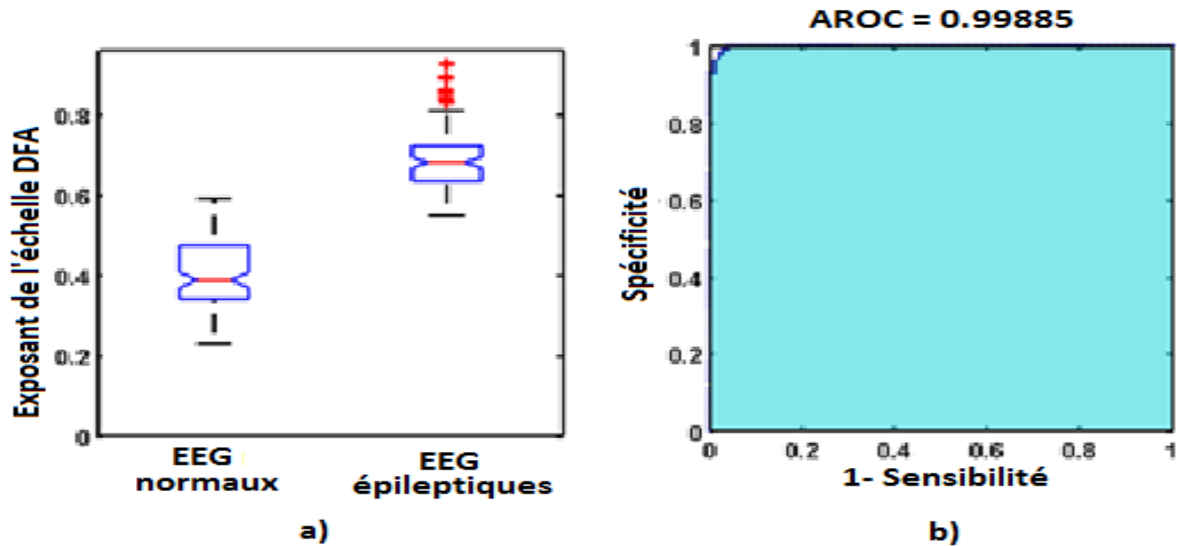 AROC = 0.99885
Exposant de l'échelle DFA
0.8
0.6
0.4
0.2
0
EEG
normaux
EEG
épileptiques
a)
Spécificité
1
0.8
0.6
0.4
0.2
0
0 0.2 0.4 0.6 0.8 1
1- Sensibilité
b)